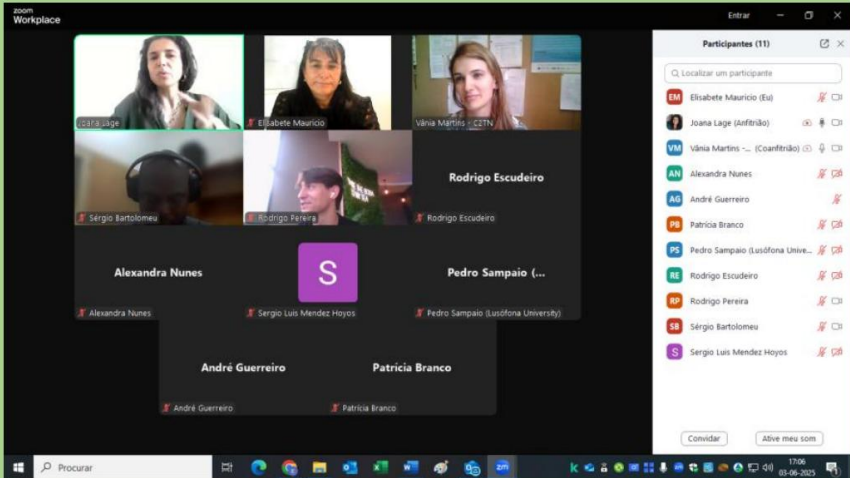 zoom
Workplace
Entrar
Joana Lage
Elisabete Mauricio
Vânia Martins - C2TN
Sérgio Bartolomeu
Rodrigo Pereira
Rodrigo Escudeiro
Rodrigo Escudeiro
Alexandra Nunes
Alexandra Nunes
S
Sergio Luis Mendez Hoyos
Pedro Sampaio (...
Pedro Sampaio (Lusófona University)
André Guerreiro
André Guerreiro
Patrícia Branco
Patrícia Branco
Participantes (11)
Localizar um participante
EM Elisabete Mauricio (Eu)
Joana Lage (Anfitrião)
VM Vânia Martins -... (Coanfitrião)
AN Alexandra Nunes
AG André Guerreiro
PB Patrícia Branco
PS Pedro Sampaio (Lusófona Unive...
RE Rodrigo Escudeiro
RP Rodrigo Pereira
SB Sérgio Bartolomeu
S Sergio Luis Mendez Hoyos
Convidar
Ative meu som
Procurar
zm
17:06
03-06-2025